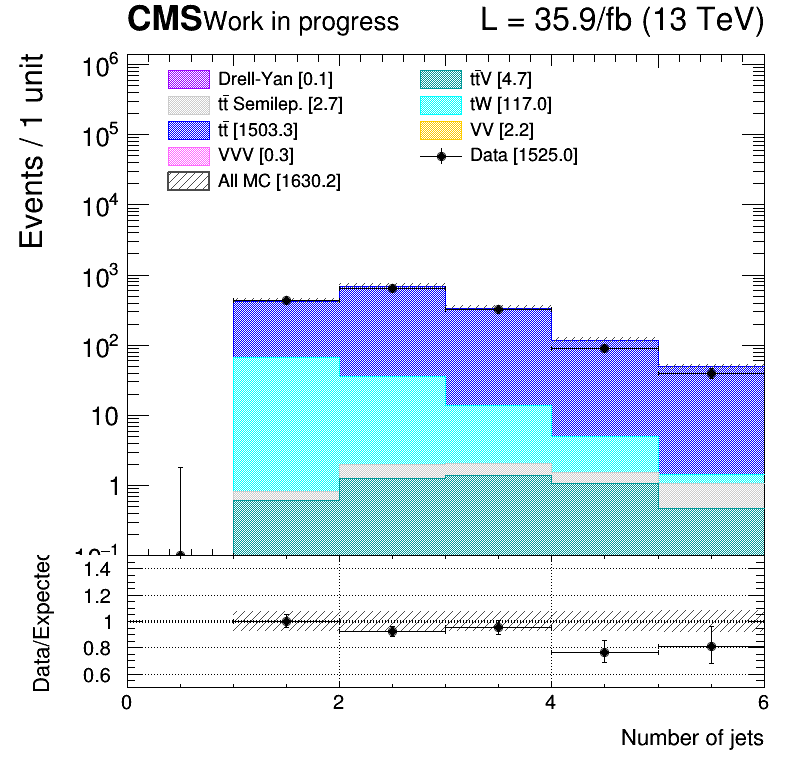 CMS Work in progress L = 35.9/fb (13 TeV)
Events / 1 unit
10⁶
10⁵
10⁴
10³
10²
10
1
10⁻¹
Drell-Yan [0.1]
tt̄ Semilep. [2.7]
tt̄ [1503.3]
VVV [0.3]
All MC [1630.2]
tt̄V [4.7]
tW [117.0]
VV [2.2]
Data [1525.0]
Data/Expected
1.4
1.2
1
0.8
0.6
0 2 4 6
Number of jets